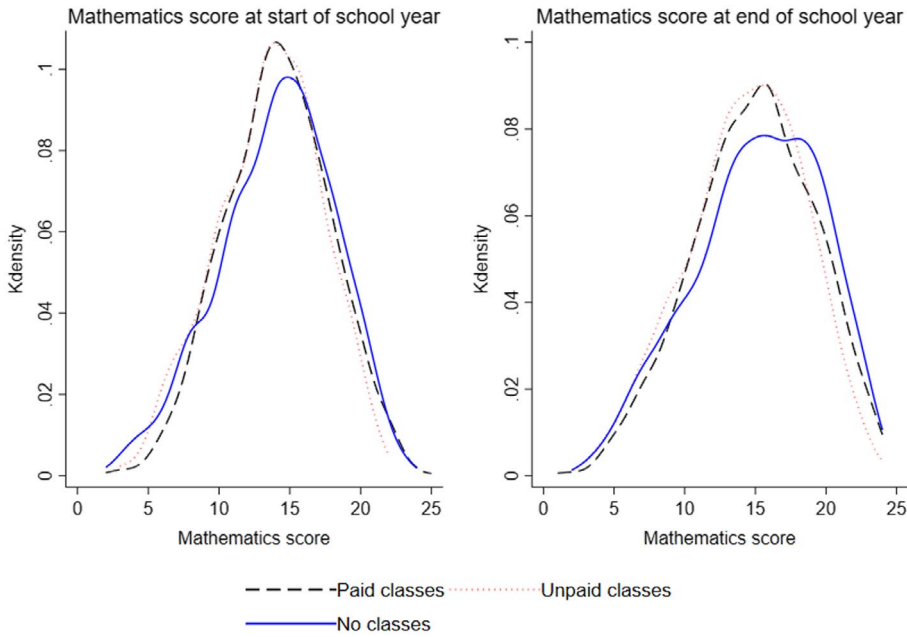 Mathematics score at start of school year
Kdensity
0 .02 .04 .06 .08 .1
0 5 10 15 20 25
Mathematics score
Mathematics score at end of school year
Kdensity
0 .02 .04 .06 .08 .1
0 5 10 15 20 25
Mathematics score
Paid classes Unpaid classes
No classes